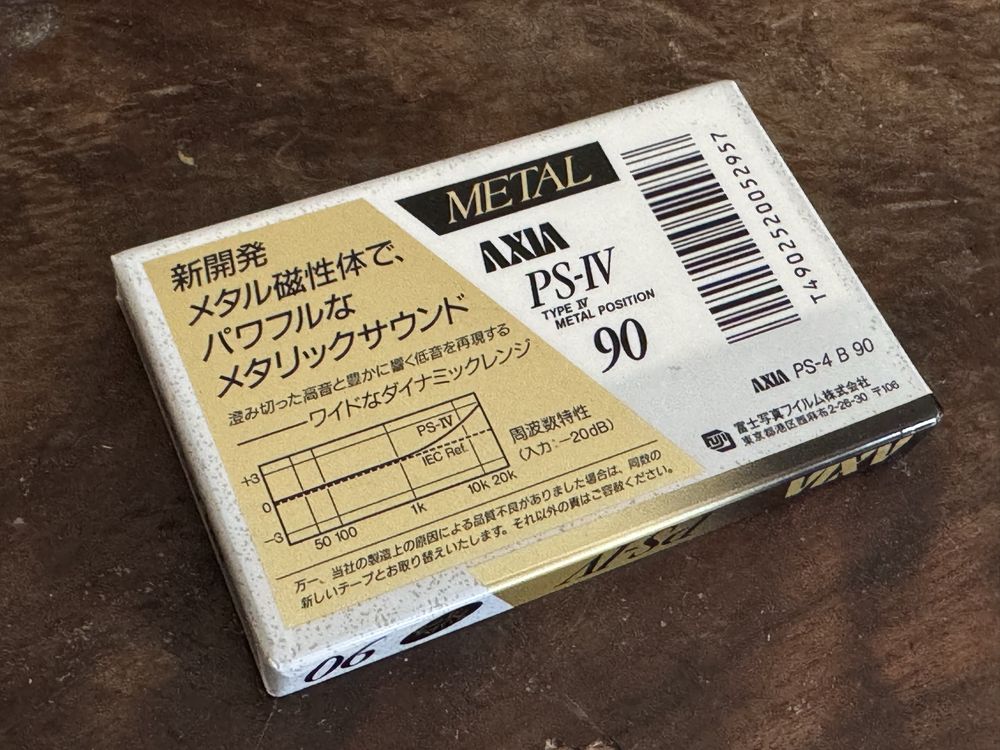 新開発
メタル磁性体で、
パワフルな
メタリックサウンド
澄み切った高音と豊かに響く低音を再現する
ワイドなダイナミックレンジ
+3
0
-3
50 100
1k
10k 20k
PS-IV
IEC Ref.
周波数特性
(入力:-20dB)
万一、当社の製造上の原因による品質不良がありました場合は、同数の
新しいテープとお取り替えいたします。それ以外の責はご容赦ください。
METAL
AXIA
PS-IV
TYPE IV
METAL POSITION
90
T4902520052957
AXIA PS-4 B 90
FUJI
富士写真フイルム株式会社
東京都港区西麻布2-26-30 〒106
AXIA
90